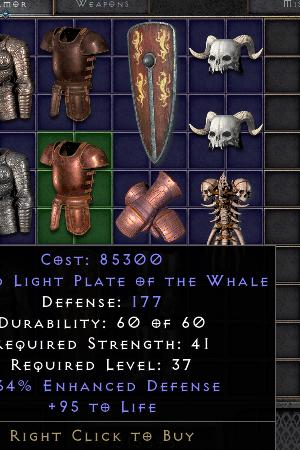 Weapons
Cost: 85300
Light Plate of the Whale
Defense: 177
Durability: 60 of 60
Required Strength: 41
Required Level: 37
34% Enhanced Defense
+95 to Life
Right Click to Buy